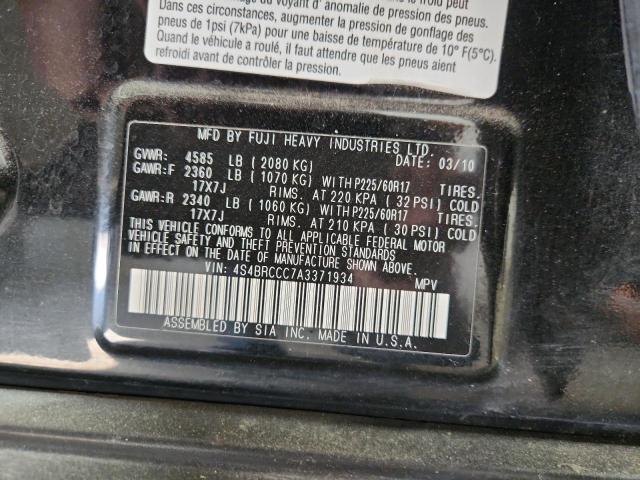 Dans ces circonstances, augmenter la pression de gonflage des
pneus de 1psi (7kPa) pour une baisse de température de 10° F(5°C).
Quand le véhicule a roulé, il faut attendre que les pneus aient
refroidi avant de contrôler la pression.
MFD BY FUJI HEAVY INDUSTRIES LTD.
GVWR: 4585 LB ( 2080 KG) DATE: 03/10
GAWR:F 2360 LB ( 1070 KG) WITH P225/60R17 TIRES.
17X7J RIMS. AT 220 KPA ( 32 PSI) COLD
GAWR:R 2340 LB ( 1060 KG) WITH P225/60R17 TIRES.
17X7J RIMS. AT 210 KPA ( 30 PSI) COLD
THIS VEHICLE CONFORMS TO ALL APPLICABLE FEDERAL MOTOR
VEHICLE SAFETY AND THEFT PREVENTION STANDARDS
IN EFFECT ON THE DATE OF MANUFACTURE SHOWN ABOVE.
VIN: 4S4BRCCC7A3371934 MPV
ASSEMBLED BY SIA INC. MADE IN U.S.A.